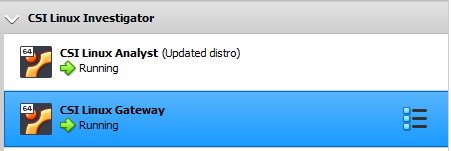 CSI Linux Investigator
64
CSI Linux Analyst (Updated distro)
Running
64
CSI Linux Gateway
Running